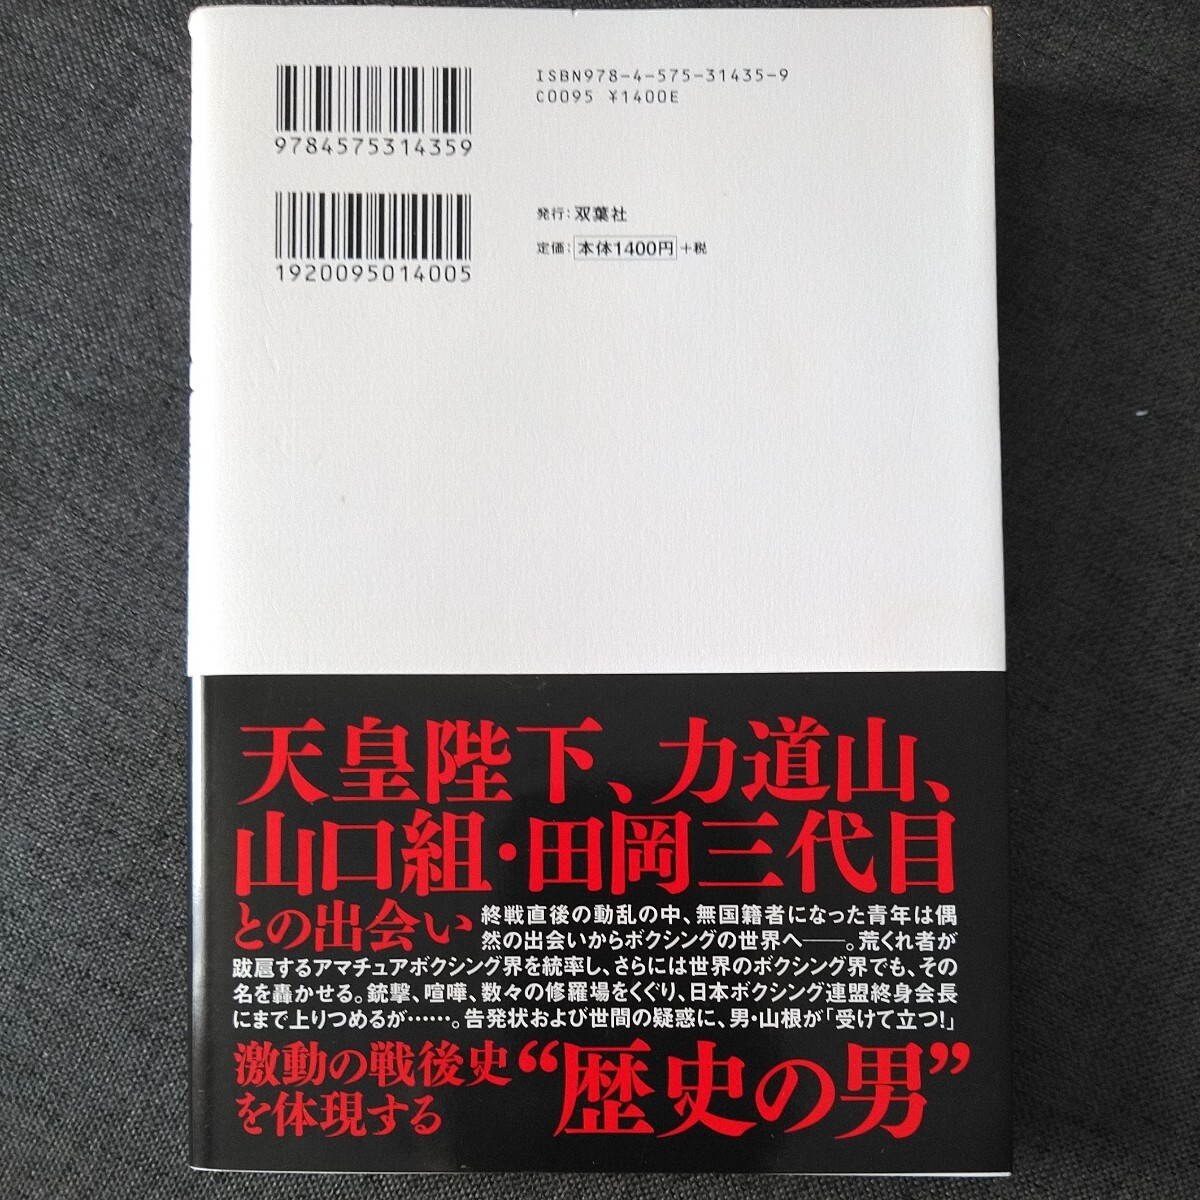 ISBN978-4-575-31435-9
C0095 ¥1400E
9784575314359
1920095014005
発行：双葉社
定価：本体1400円+税
天皇陛下、力道山、
山口組・田岡三代目
との出会い
終戦直後の動乱の中、無国籍者になった青年は偶
然の出会いからボクシングの世界へ――。荒くれ者が
跋扈するアマチュアボクシング界を統率し、さらには世界のボクシング界でも、その
名を轟かせる。銃撃、喧嘩、数々の修羅場をくぐり、日本ボクシング連盟終身会長
にまで上りつめるが……。告発状および世間の疑惑に、男・山根が「受けて立つ!」
激動の戦後史
を体現する
“歴史の男”